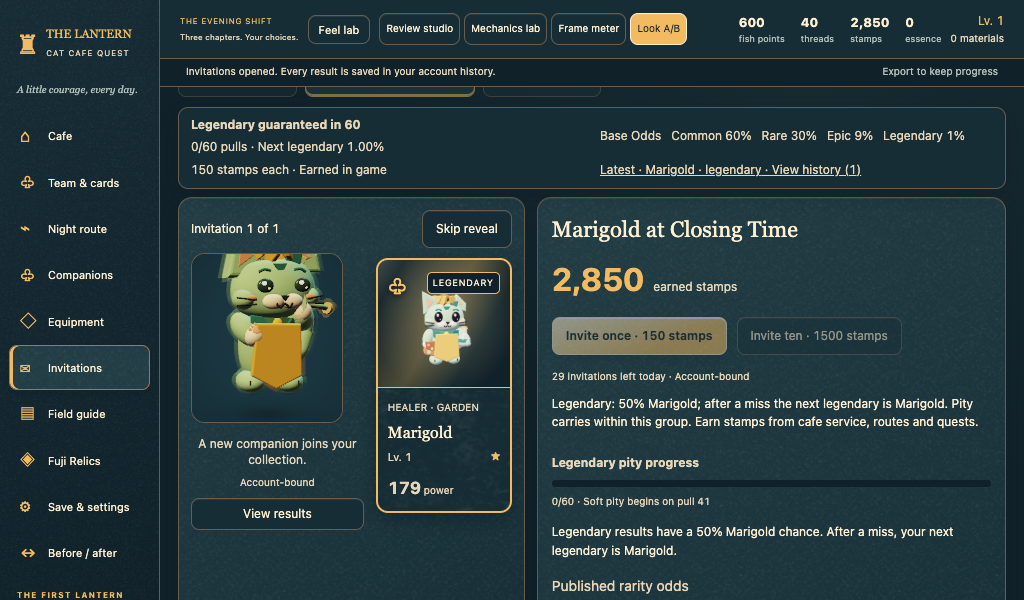 THE LANTERN
CAT CAFE QUEST
A little courage, every day.
Cafe
Team & cards
Night route
Companions
Equipment
Invitations
Field guide
Fuji Relics
Save & settings
Before / after
THE FIRST LANTERN
THE EVENING SHIFT
Three chapters. Your choices.
Feel lab
Review studio
Mechanics lab
Frame meter
Look A/B
600
fish points
40
threads
2,850
stamps
0
essence
Lv. 1
0 materials
Invitations opened. Every result is saved in your account history.
Export to keep progress
Legendary guaranteed in 60
0/60 pulls · Next legendary 1.00%
150 stamps each · Earned in game
Base Odds Common 60% Rare 30% Epic 9% Legendary 1%
Latest · Marigold · legendary · View history (1)
Invitation 1 of 1
Skip reveal
A new companion joins your
collection.
Account-bound
View results
LEGENDARY
HEALER · GARDEN
Marigold
Lv. 1
179 power
Marigold at Closing Time
2,850 earned stamps
Invite once · 150 stamps
Invite ten · 1500 stamps
29 invitations left today · Account-bound
Legendary: 50% Marigold; after a miss the next legendary is Marigold. Pity
carries within this group. Earn stamps from cafe service, routes and quests.
Legendary pity progress
0/60 · Soft pity begins on pull 41
Legendary results have a 50% Marigold chance. After a miss, your next
legendary is Marigold.
Published rarity odds